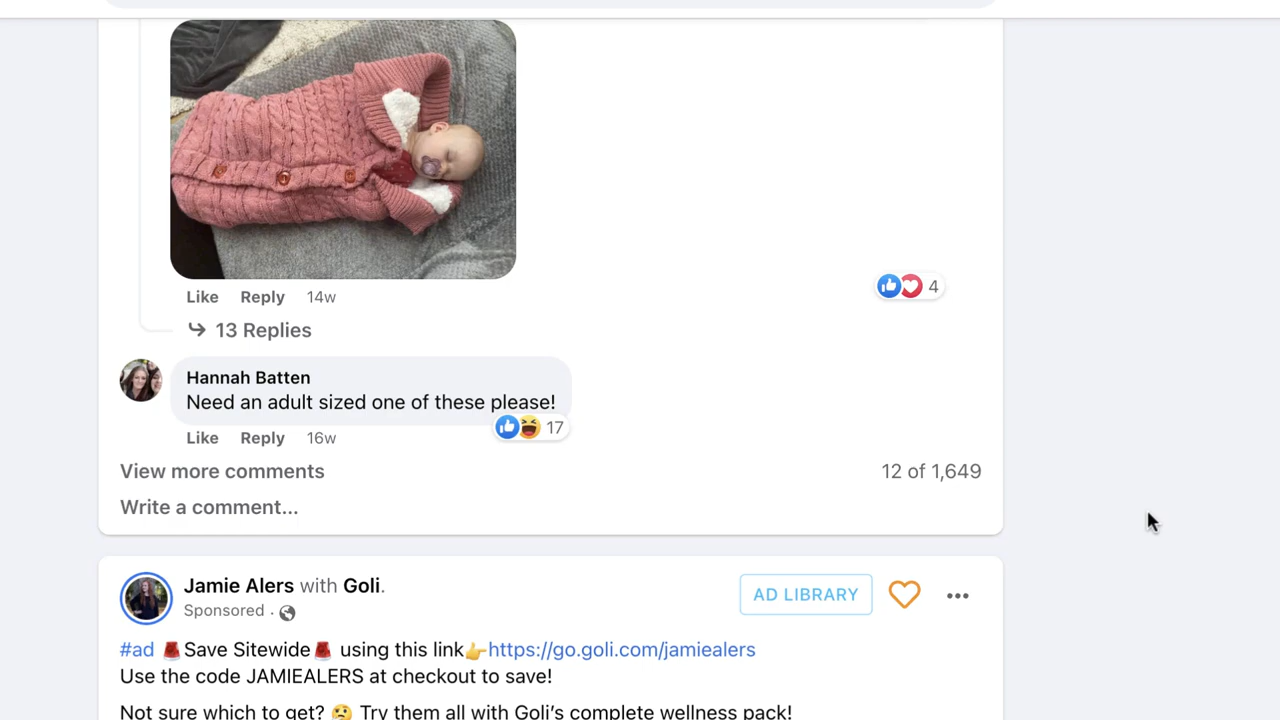 Like Reply 14w
4
13 Replies
Hannah Batten
Need an adult sized one of these please!
17
Like Reply 16w
View more comments 12 of 1,649
Write a comment...
Jamie Alers with Goli.
AD LIBRARY
Sponsored ·
#ad 🌺Save Sitewide🌺 using this link👉https://go.goli.com/jamiealers
Use the code JAMIEALERS at checkout to save!
Not sure which to get? 🤔 Try them all with Goli’s complete wellness pack!